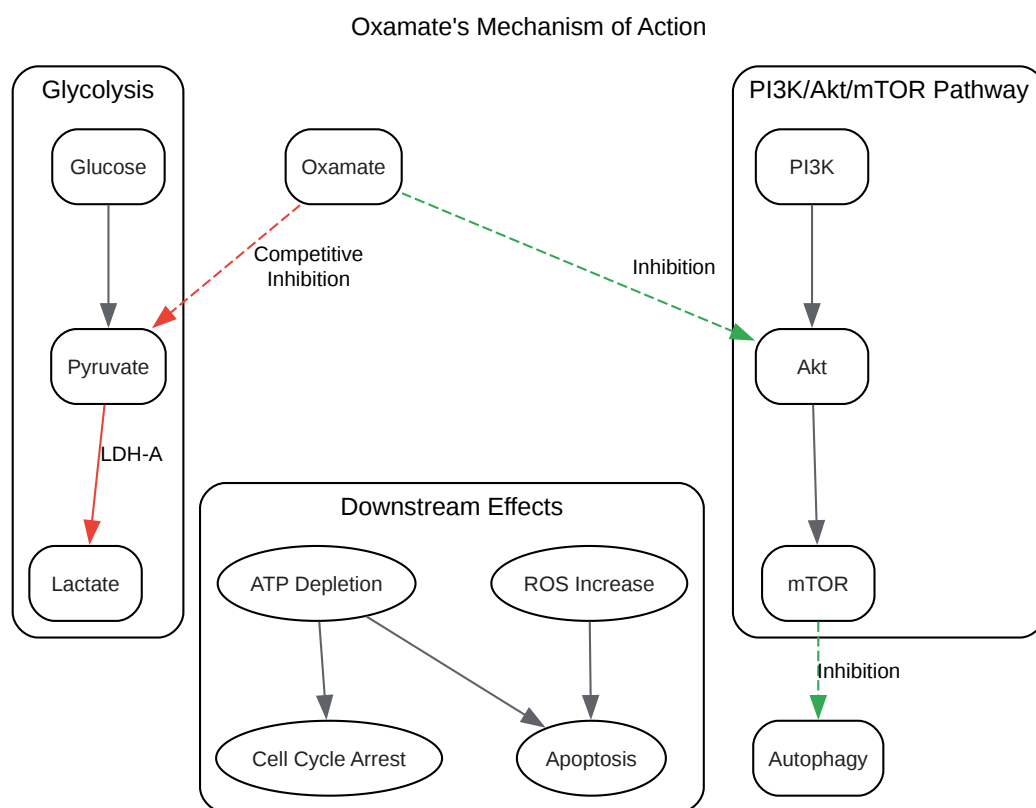 Oxamate's Mechanism of Action
Glycolysis
PI3K/Akt/mTOR Pathway
Glucose
Oxamate
PI3K
Competitive
Inhibition
Inhibition
Pyruvate
Akt
LDH-A
Downstream Effects
Lactate
ATP Depletion
ROS Increase
mTOR
Inhibition
Cell Cycle Arrest
Apoptosis
Autophagy